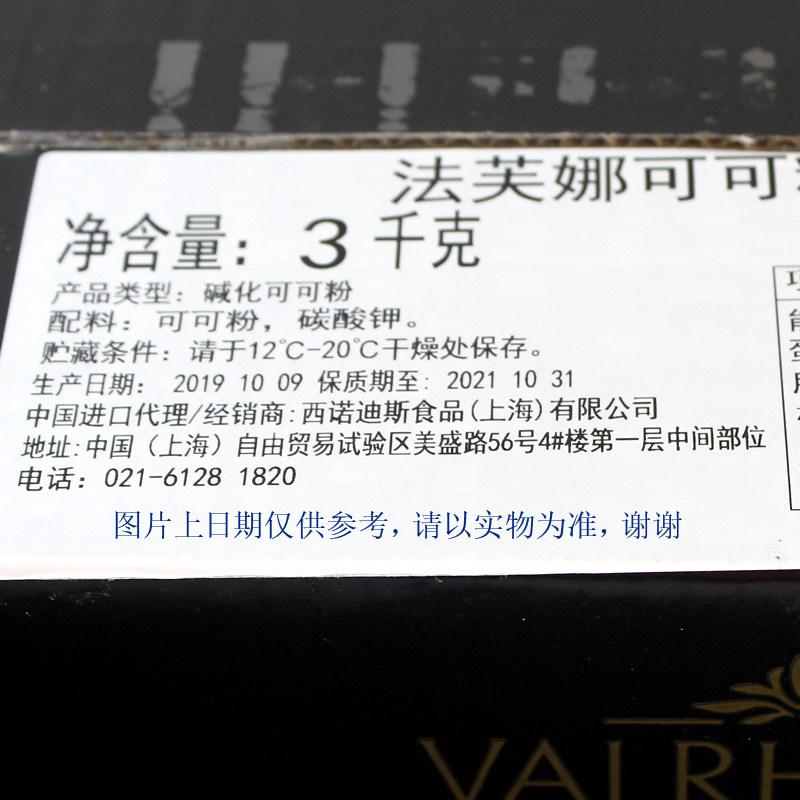 法芙娜可可
净含量：3 千克
产品类型：碱化可可粉
配料：可可粉，碳酸钾。
贮藏条件：请于12℃-20℃干燥处保存。
生产日期： 2019 10 09 保质期至: 2021 10 31
中国进口代理/经销商:西诺迪斯食品(上海)有限公司
地址:中国（上海）自由贸易试验区美盛路56号4#楼第一层中间部位
电话：021-6128 1820
图片上日期仅供参考,请以实物为准,谢谢
VALRH